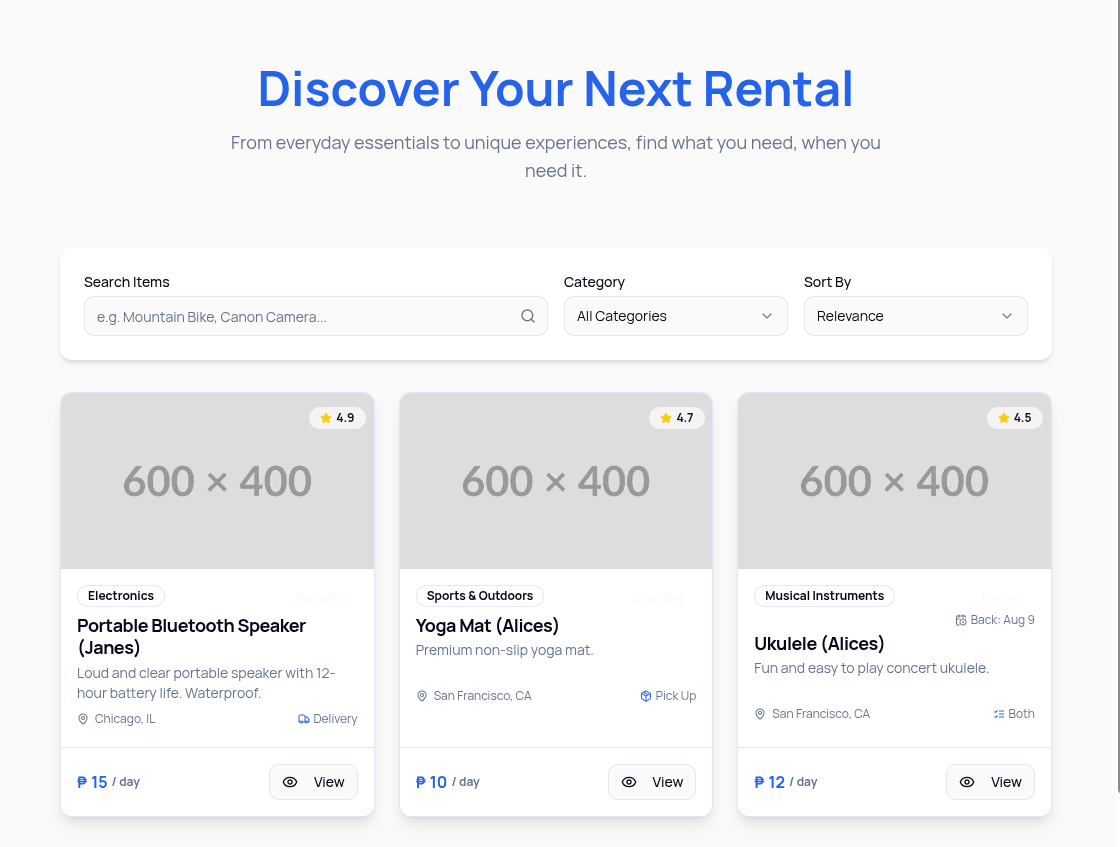 Discover Your Next Rental
From everyday essentials to unique experiences, find what you need, when you
need it.
Search Items
Category
Sort By
e.g. Mountain Bike, Canon Camera...
All Categories
Relevance
4.9
600 × 400
Electronics
Available
Portable Bluetooth Speaker
(Janes)
Loud and clear portable speaker with 12-
hour battery life. Waterproof.
Chicago, IL
Delivery
₱ 15 / day
View
4.7
600 × 400
Sports & Outdoors
Available
Yoga Mat (Alices)
Premium non-slip yoga mat.
San Francisco, CA
Pick Up
₱ 10 / day
View
4.5
600 × 400
Musical Instruments
Rented
Back: Aug 9
Ukulele (Alices)
Fun and easy to play concert ukulele.
San Francisco, CA
Both
₱ 12 / day
View